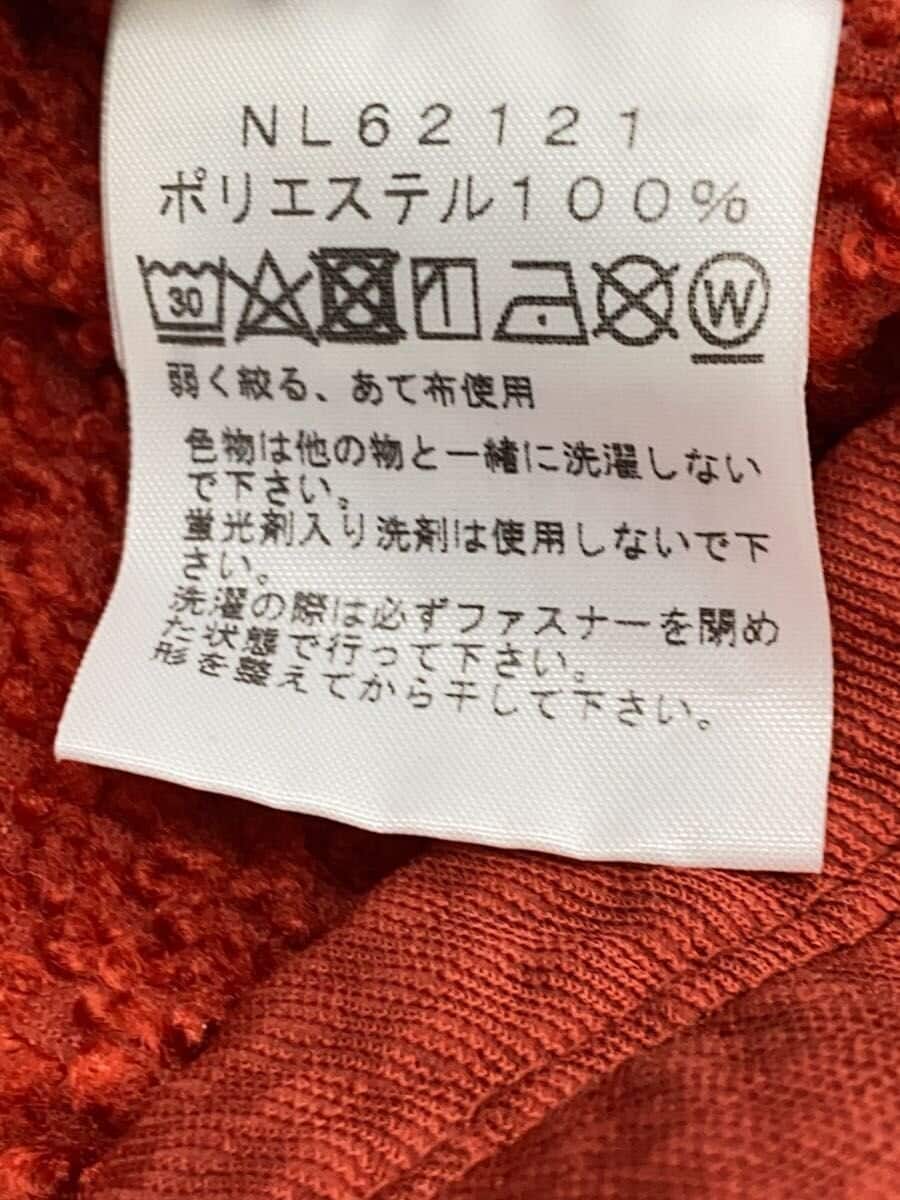 NL62121
ポリエステル100%
30 W
弱く絞る、あて布使用
色物は他の物と一緒に洗濯しない
で下さい。
蛍光剤入り洗剤は使用しないで下
さい。
洗濯の際は必ずファスナーを閉め
た状態で行って下さい。
形を整えてから干して下さい。